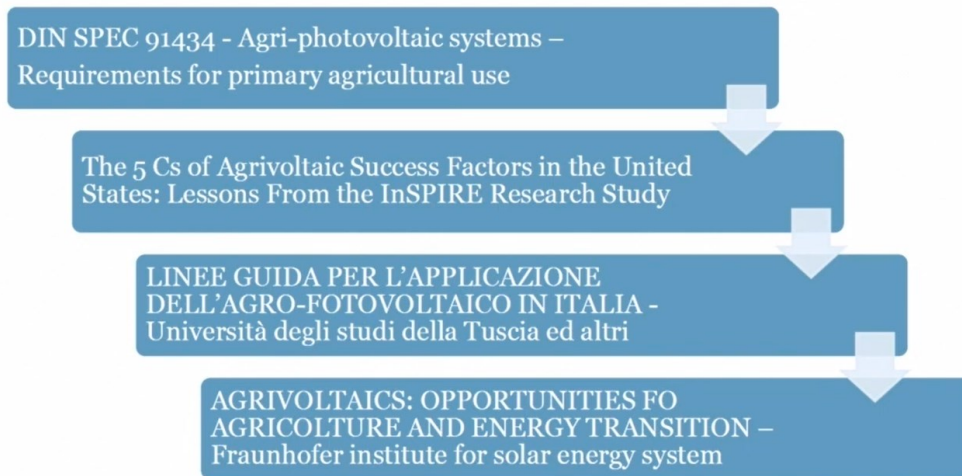 DIN SPEC 91434 - Agri-photovoltaic systems –
Requirements for primary agricultural use
The 5 Cs of Agrivoltaic Success Factors in the United
States: Lessons From the InSPIRE Research Study
LINEE GUIDA PER L’APPLICAZIONE
DELL’AGRO-FOTOVOLTAICO IN ITALIA -
Università degli studi della Tuscia ed altri
AGRIVOLTAICS: OPPORTUNITIES FO
AGRICOLTURE AND ENERGY TRANSITION –
Fraunhofer institute for solar energy system